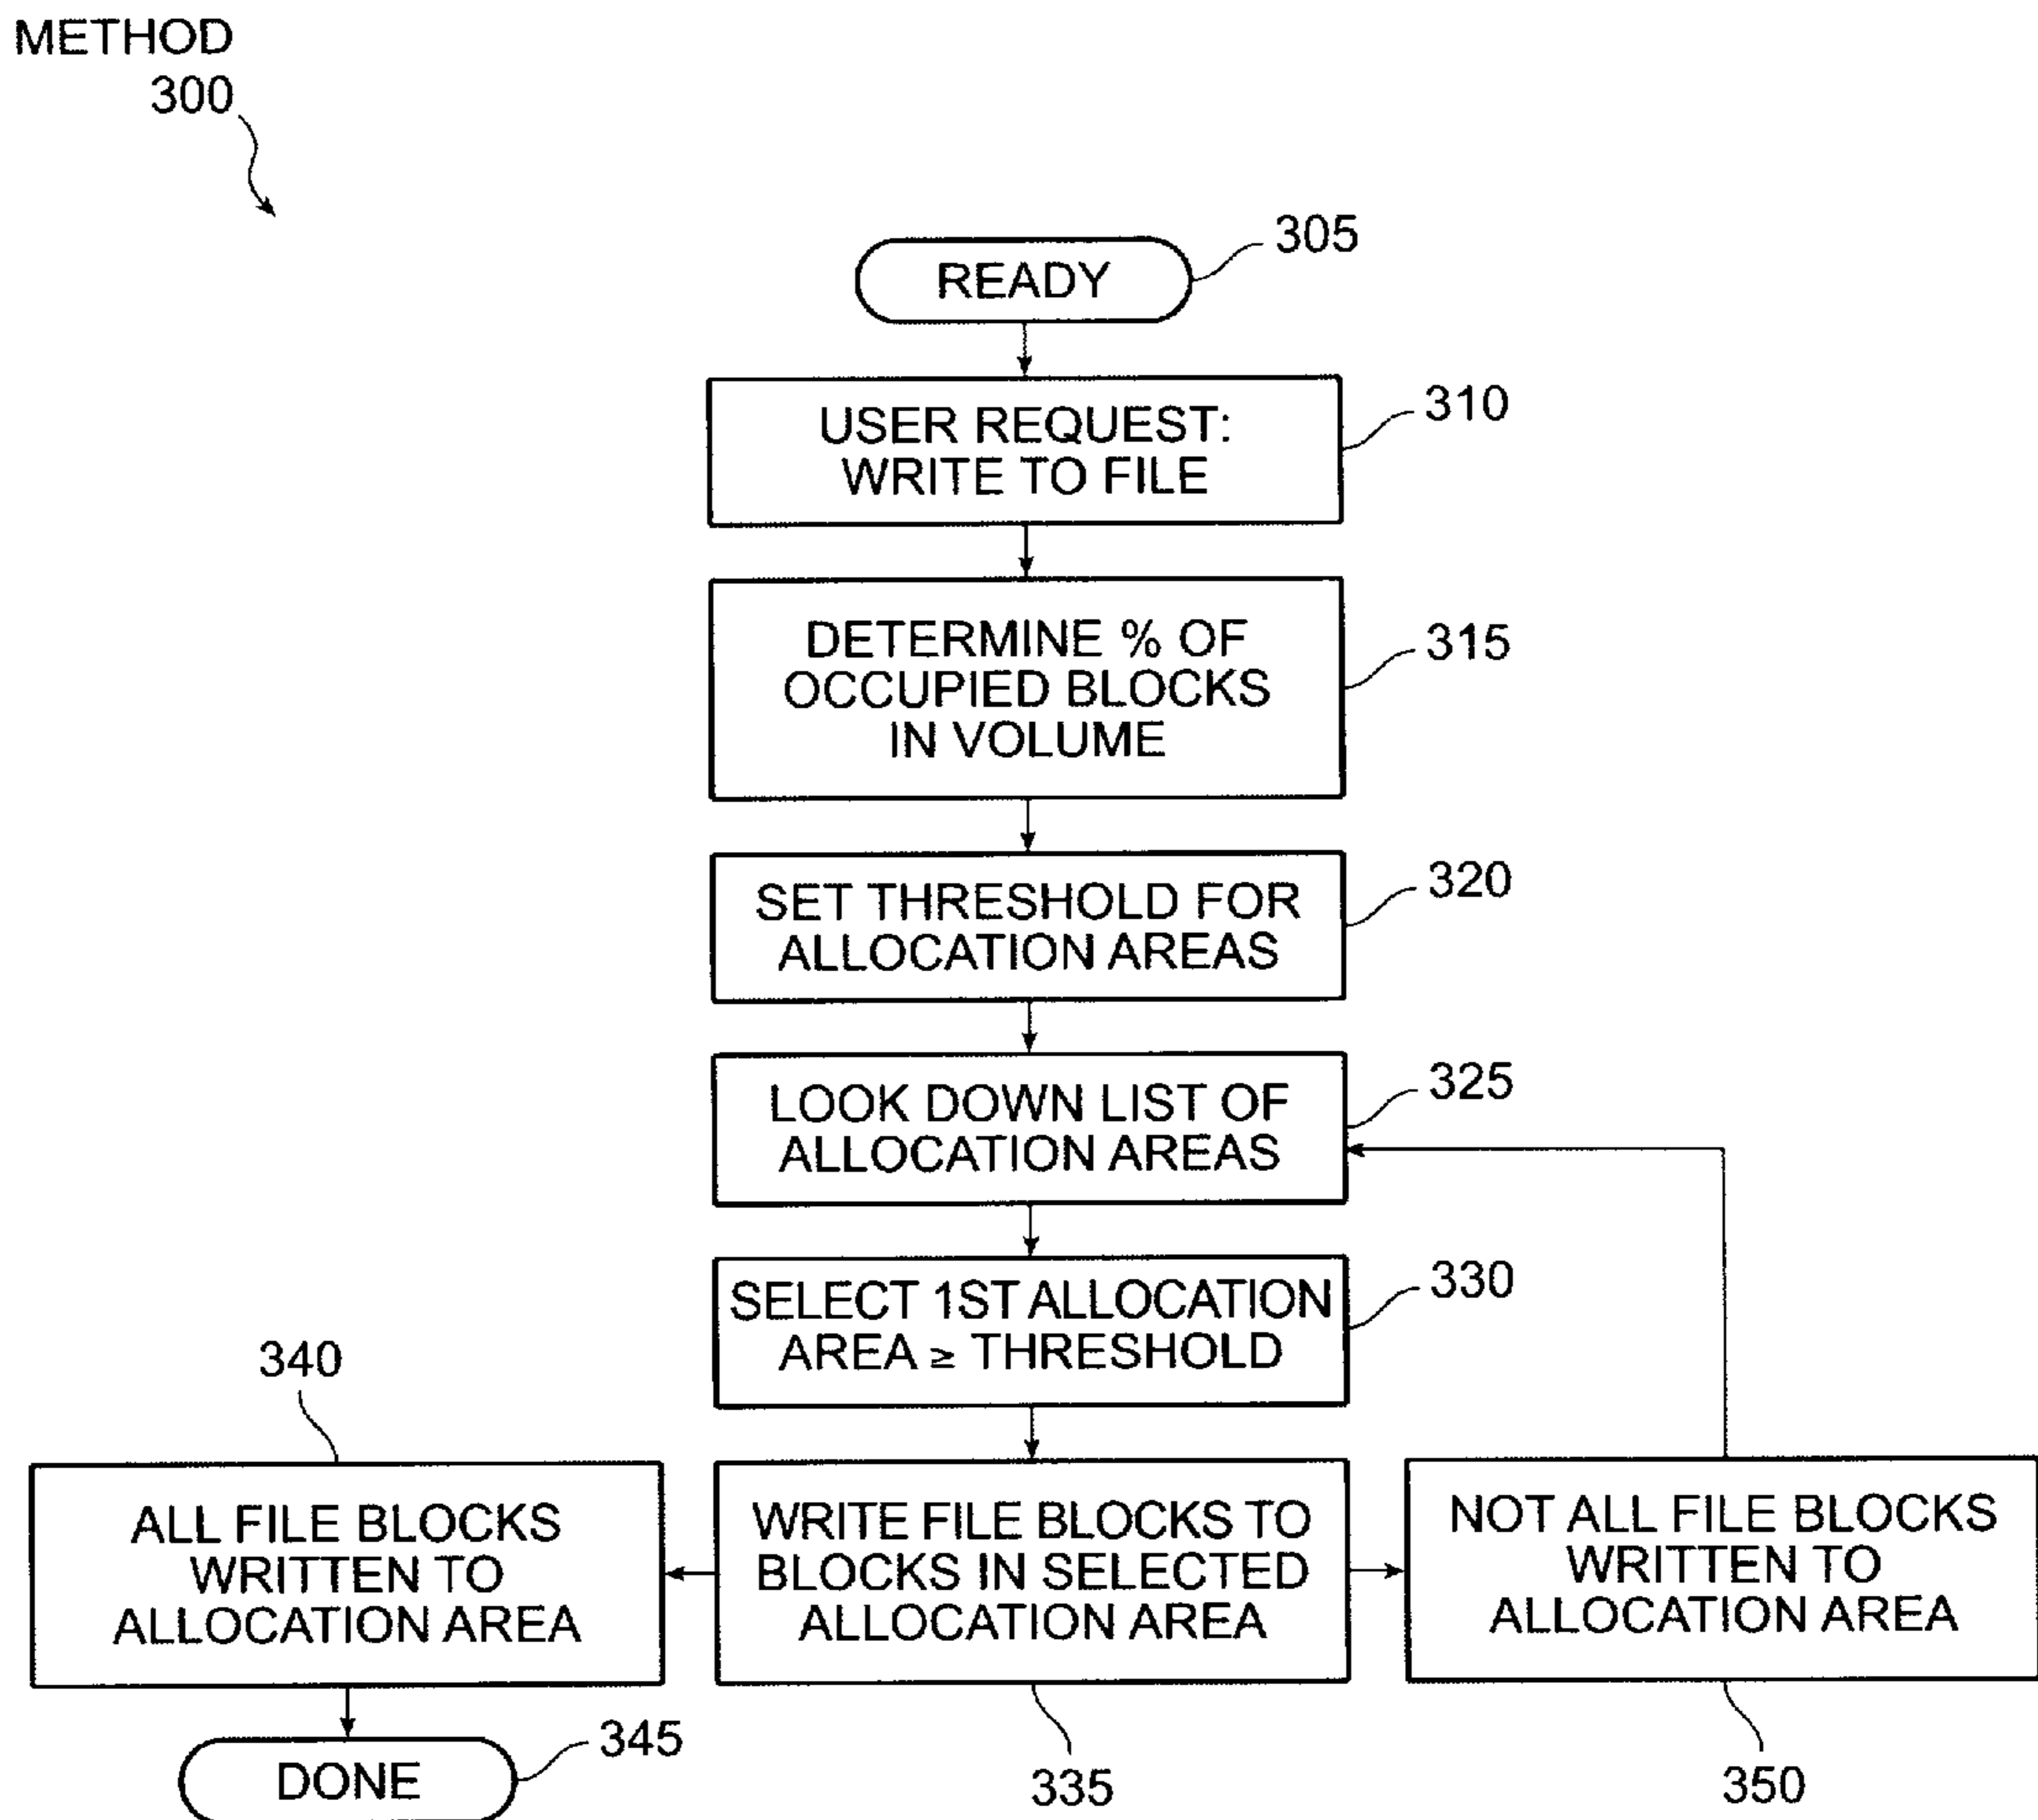 METHOD
300
READY
305
USER REQUEST:
WRITE TO FILE
310
DETERMINE % OF
OCCUPIED BLOCKS
IN VOLUME
315
SET THRESHOLD FOR
ALLOCATION AREAS
320
LOOK DOWN LIST OF
ALLOCATION AREAS
325
SELECT 1ST ALLOCATION
AREA ≥ THRESHOLD
330
340
ALL FILE BLOCKS
WRITTEN TO
ALLOCATION AREA
WRITE FILE BLOCKS TO
BLOCKS IN SELECTED
ALLOCATION AREA
NOT ALL FILE BLOCKS
WRITTEN TO
ALLOCATION AREA
DONE
345
335
350